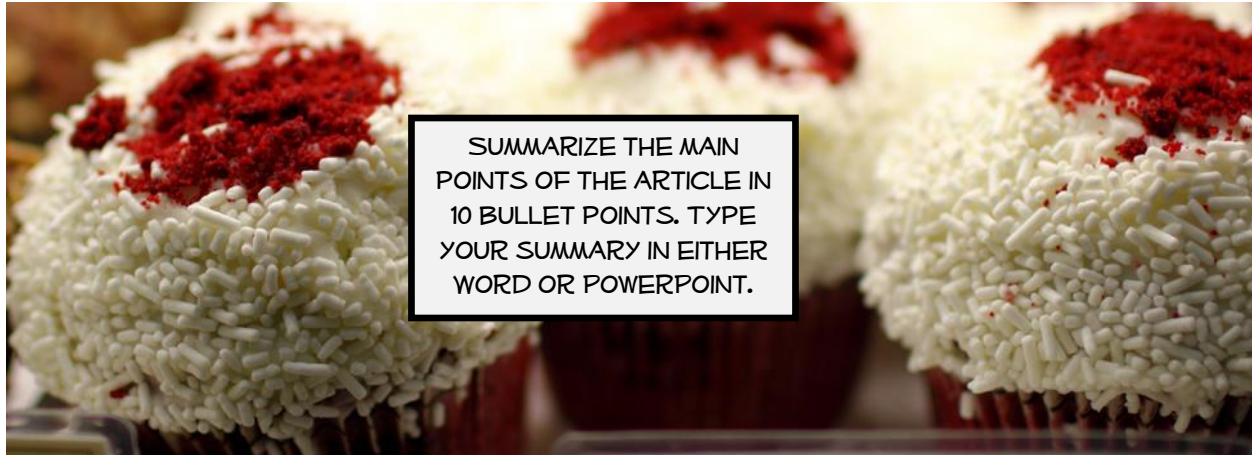 SUMMARIZE THE MAIN
POINTS OF THE ARTICLE IN
10 BULLET POINTS. TYPE
YOUR SUMMARY IN EITHER
WORD OR POWERPOINT.